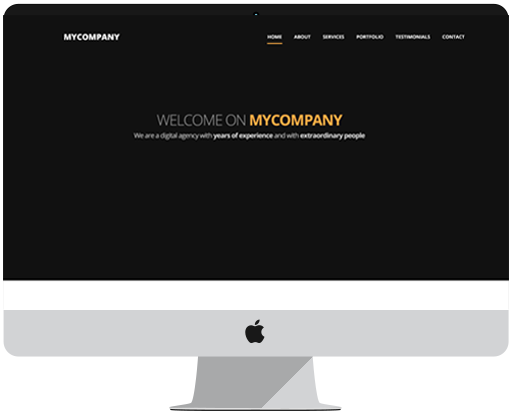 MYCOMPANY
HOME ABOUT SERVICES PORTFOLIO TESTIMONIALS CONTACT
WELCOME ON MYCOMPANY
We are a digital agency with years of experience and with extraordinary people